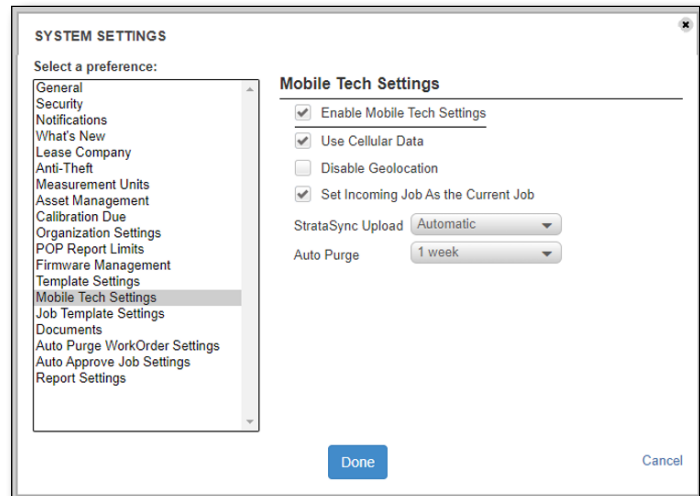 SYSTEM SETTINGS
Select a preference:
General
Security
Notifications
What's New
Lease Company
Anti-Theft
Measurement Units
Asset Management
Calibration Due
Organization Settings
POP Report Limits
Firmware Management
Template Settings
Mobile Tech Settings
Job Template Settings
Documents
Auto Purge WorkOrder Settings
Auto Approve Job Settings
Report Settings
Mobile Tech Settings
Enable Mobile Tech Settings
Use Cellular Data
Disable Geolocation
Set Incoming Job As the Current Job
StrataSync Upload Automatic
Auto Purge 1 week
Done
Cancel